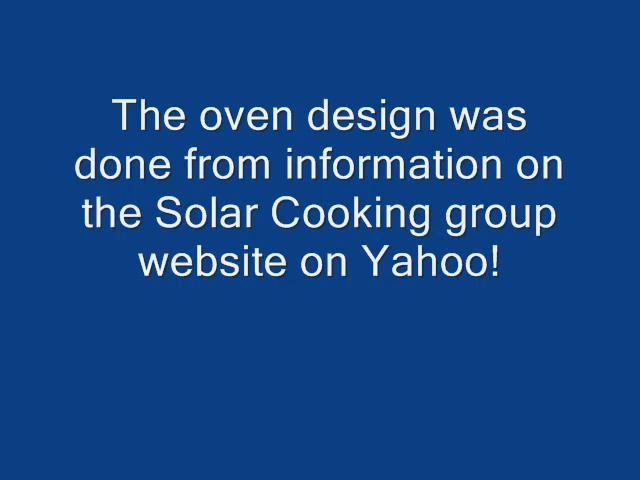 The oven design was
done from information on
the Solar Cooking group
website on Yahoo!